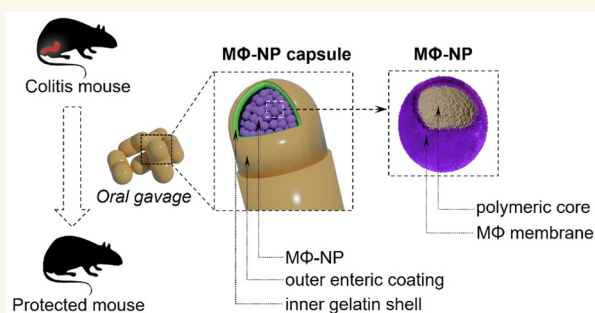 Colitis mouse
Oral gavage
Protected mouse
MΦ-NP capsule
MΦ-NP
outer enteric coating
inner gelatin shell
MΦ-NP
polymeric core
MΦ membrane